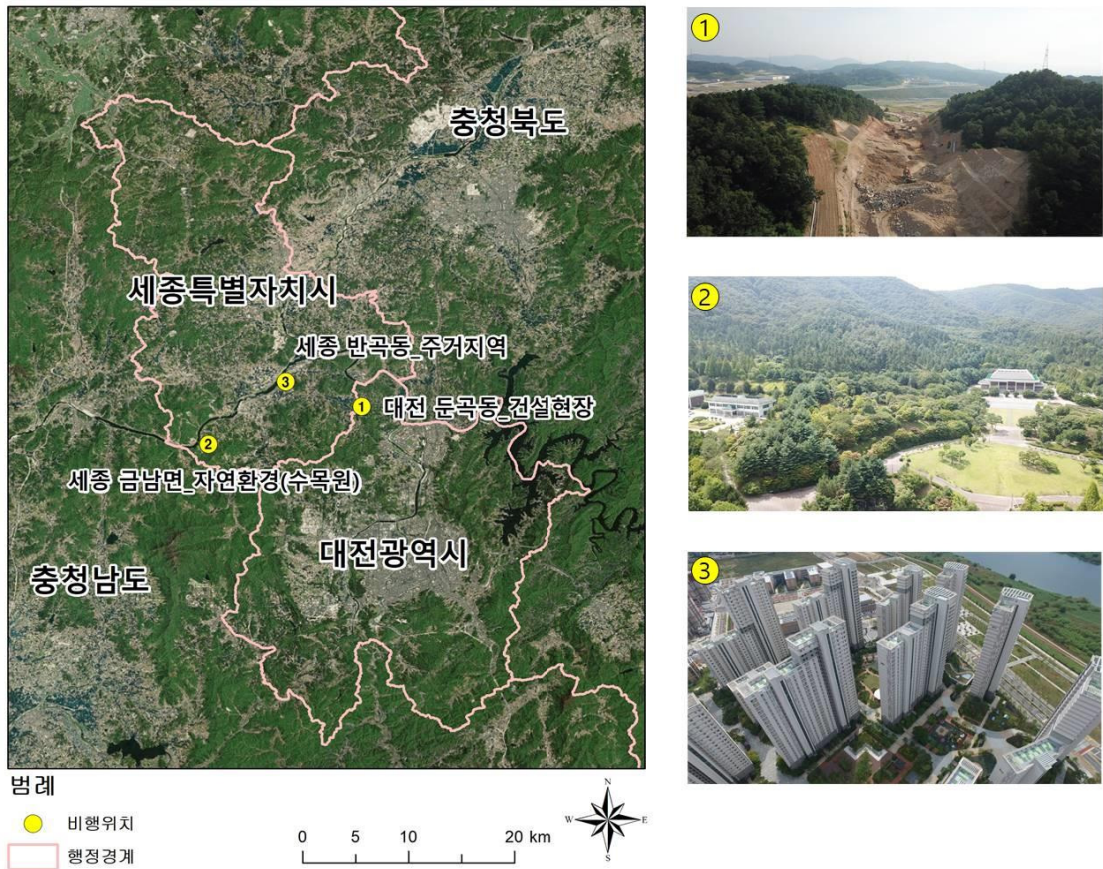 충청북도
세종특별자치시
세종 반곡동_주거지역
3
1
대전 둔곡동_건설현장
2
세종 금남면_자연환경(수목원)
대전광역시
충청남도
범례
비행위치
행정경계
0 5 10 20 km
N
W E
S
1
2
3